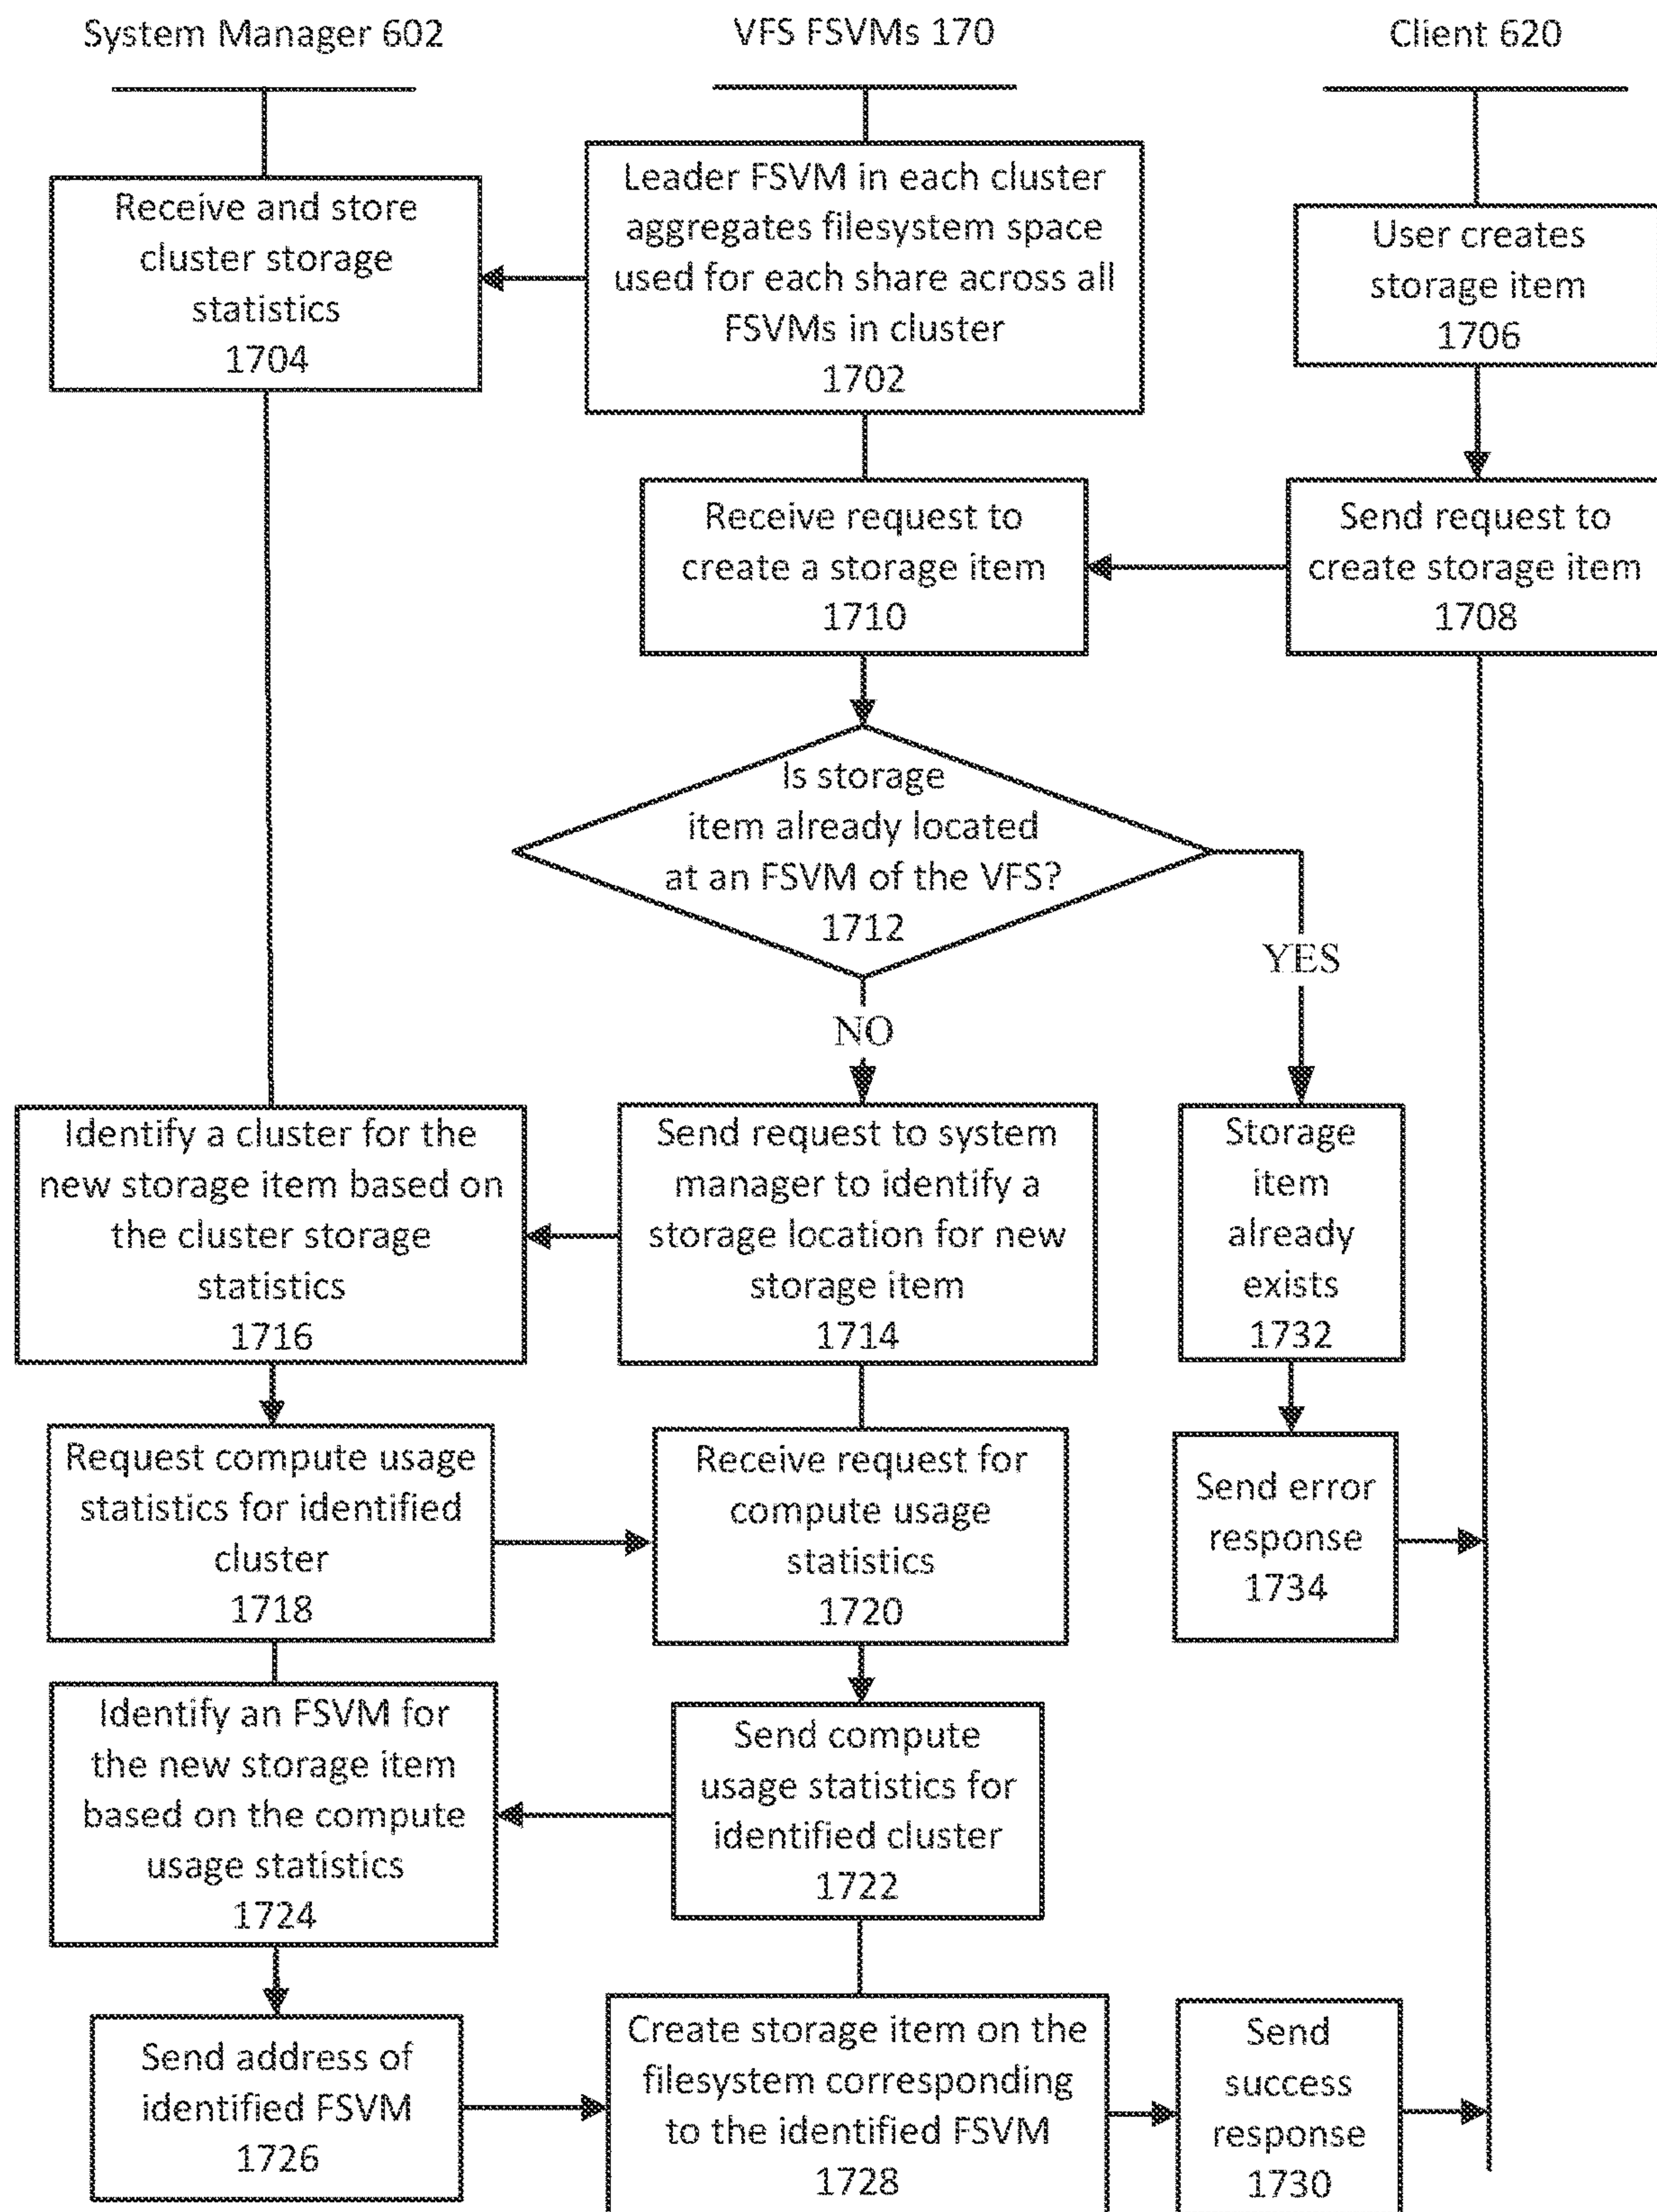 System Manager 602
VFS FSVMs 170
Client 620
Leader FSVM in each cluster
aggregates filesystem space
used for each share across all
FSVMs in cluster
1702
Receive and store
cluster storage
statistics
1704
User creates
storage item
1706
Send request to
create storage item
1708
Receive request to
create a storage item
1710
Is storage
item already located
at an FSVM of the VFS?
1712
YES
NO
Identify a cluster for the
new storage item based on
the cluster storage
statistics
1716
Send request to system
manager to identify a
storage location for new
storage item
1714
Storage
item
already
exists
1732
Request compute usage
statistics for identified
cluster
1718
Receive request for
compute usage
statistics
1720
Send error
response
1734
Identify an FSVM for
the new storage item
based on the compute
usage statistics
1724
Send compute
usage statistics for
identified cluster
1722
Send address of
identified FSVM
1726
Create storage item on the
filesystem corresponding
to the identified FSVM
1728
Send
success
response
1730